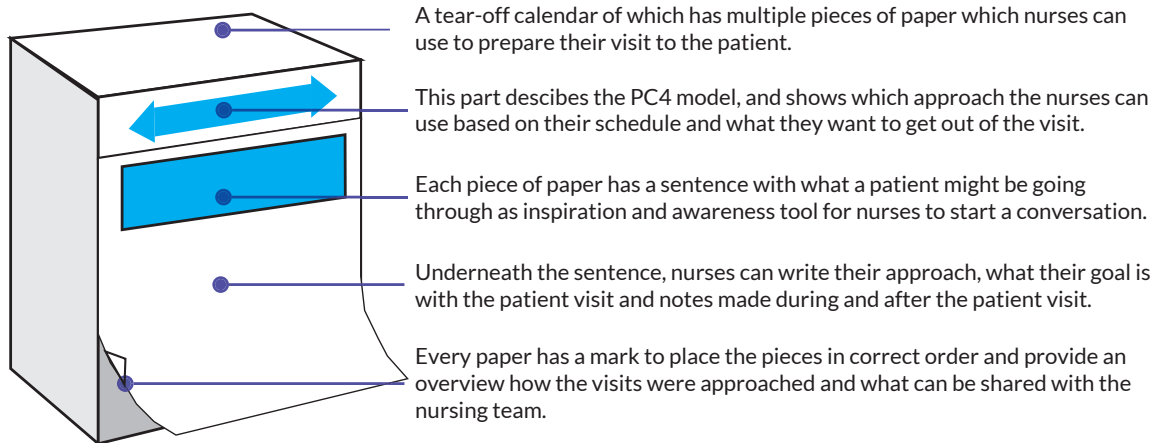 A tear-off calendar of which has multiple pieces of paper which nurses can
use to prepare their visit to the patient.
This part descibes the PC4 model, and shows which approach the nurses can
use based on their schedule and what they want to get out of the visit.
Each piece of paper has a sentence with what a patient might be going
through as inspiration and awareness tool for nurses to start a conversation.
Underneath the sentence, nurses can write their approach, what their goal is
with the patient visit and notes made during and after the patient visit.
Every paper has a mark to place the pieces in correct order and provide an
overview how the visits were approached and what can be shared with the
nursing team.